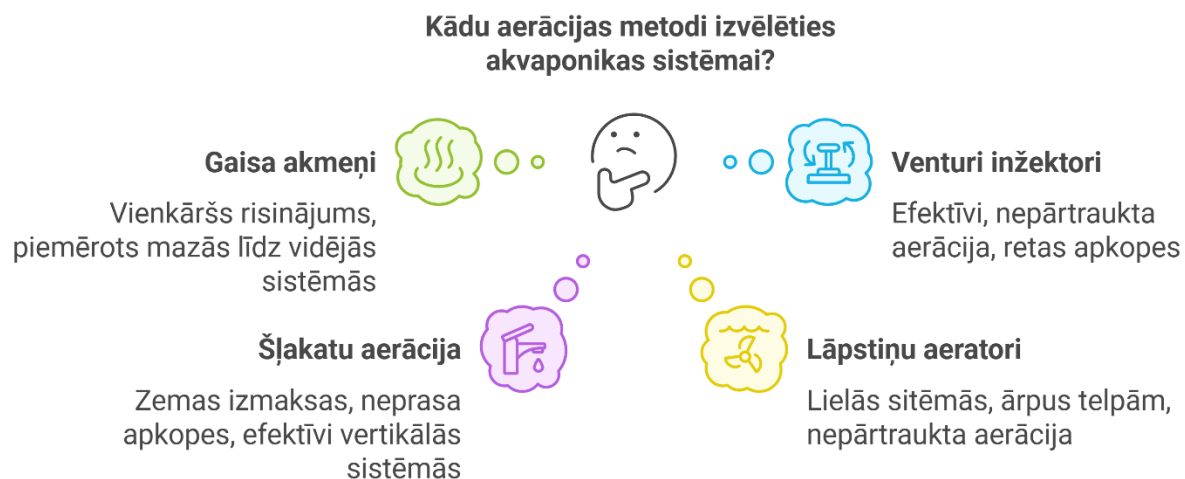 Kādu aerācijas metodi izvēlēties
akvaponikas sistēmai?
Gaisa akmeņi
Vienkāršs risinājums,
piemērots mazās līdz vidējās
sistēmās
Venturi inžektori
Efektīvi, nepārtraukta
aerācija, retas apkopes
Šļakatu aerācija
Zemas izmaksas, neprasa
apkopes, efektīvi vertikālās
sistēmās
Lāpstiņu aeratori
Lielās sitēmās, ārpus telpām,
nepārtraukta aerācija